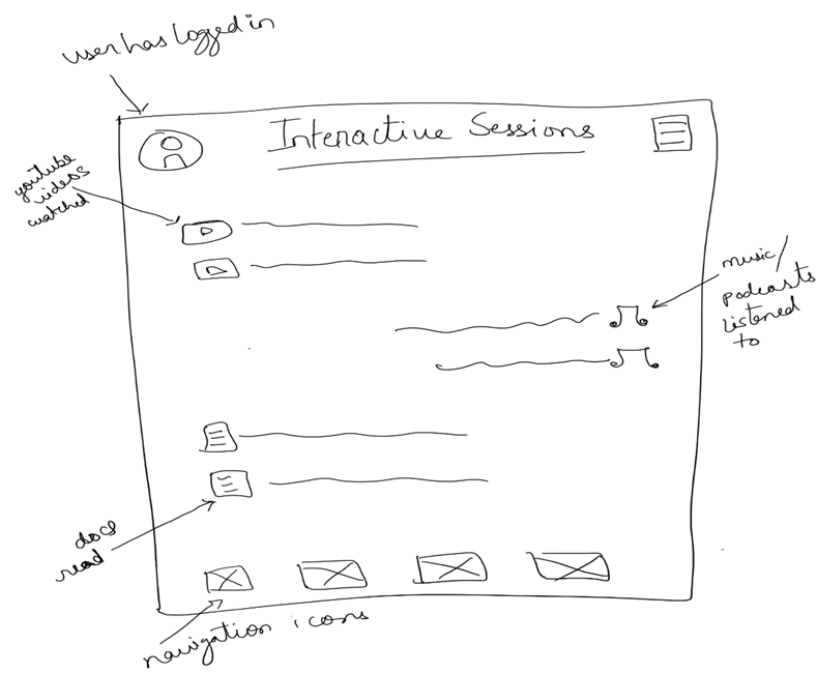 user has logged in
Interactive Sessions
youtube
videos
watched
music/
podcasts
listened
to
docs
read
navigation icons